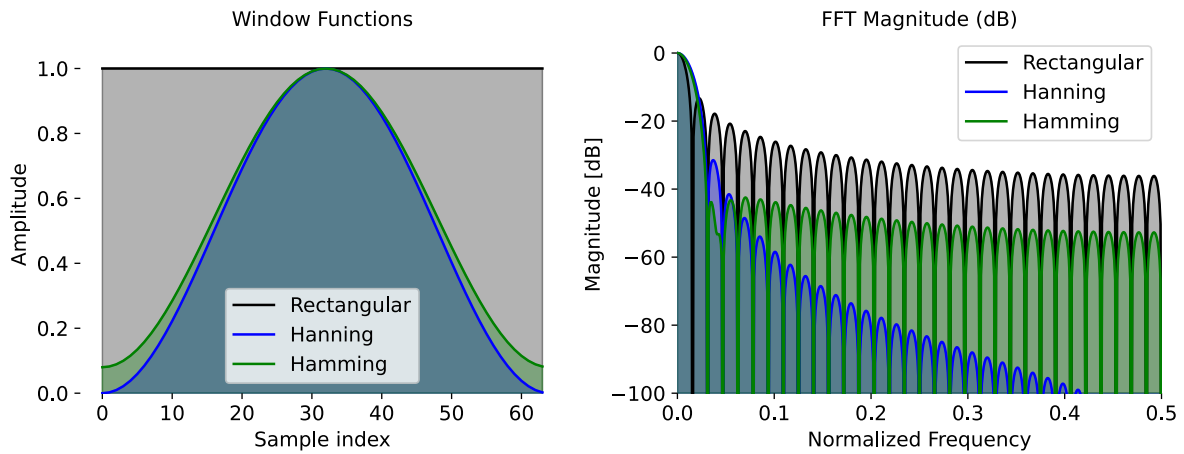 Window Functions
Amplitude
1.0
0.8
0.6
0.4
0.2
0.0
Rectangular
Hanning
Hamming
0
10
20
30
40
50
60
Sample index
FFT Magnitude (dB)
Magnitude [dB]
0
−20
−40
−60
−80
−100
Rectangular
Hanning
Hamming
0.0
0.1
0.2
0.3
0.4
0.5
Normalized Frequency